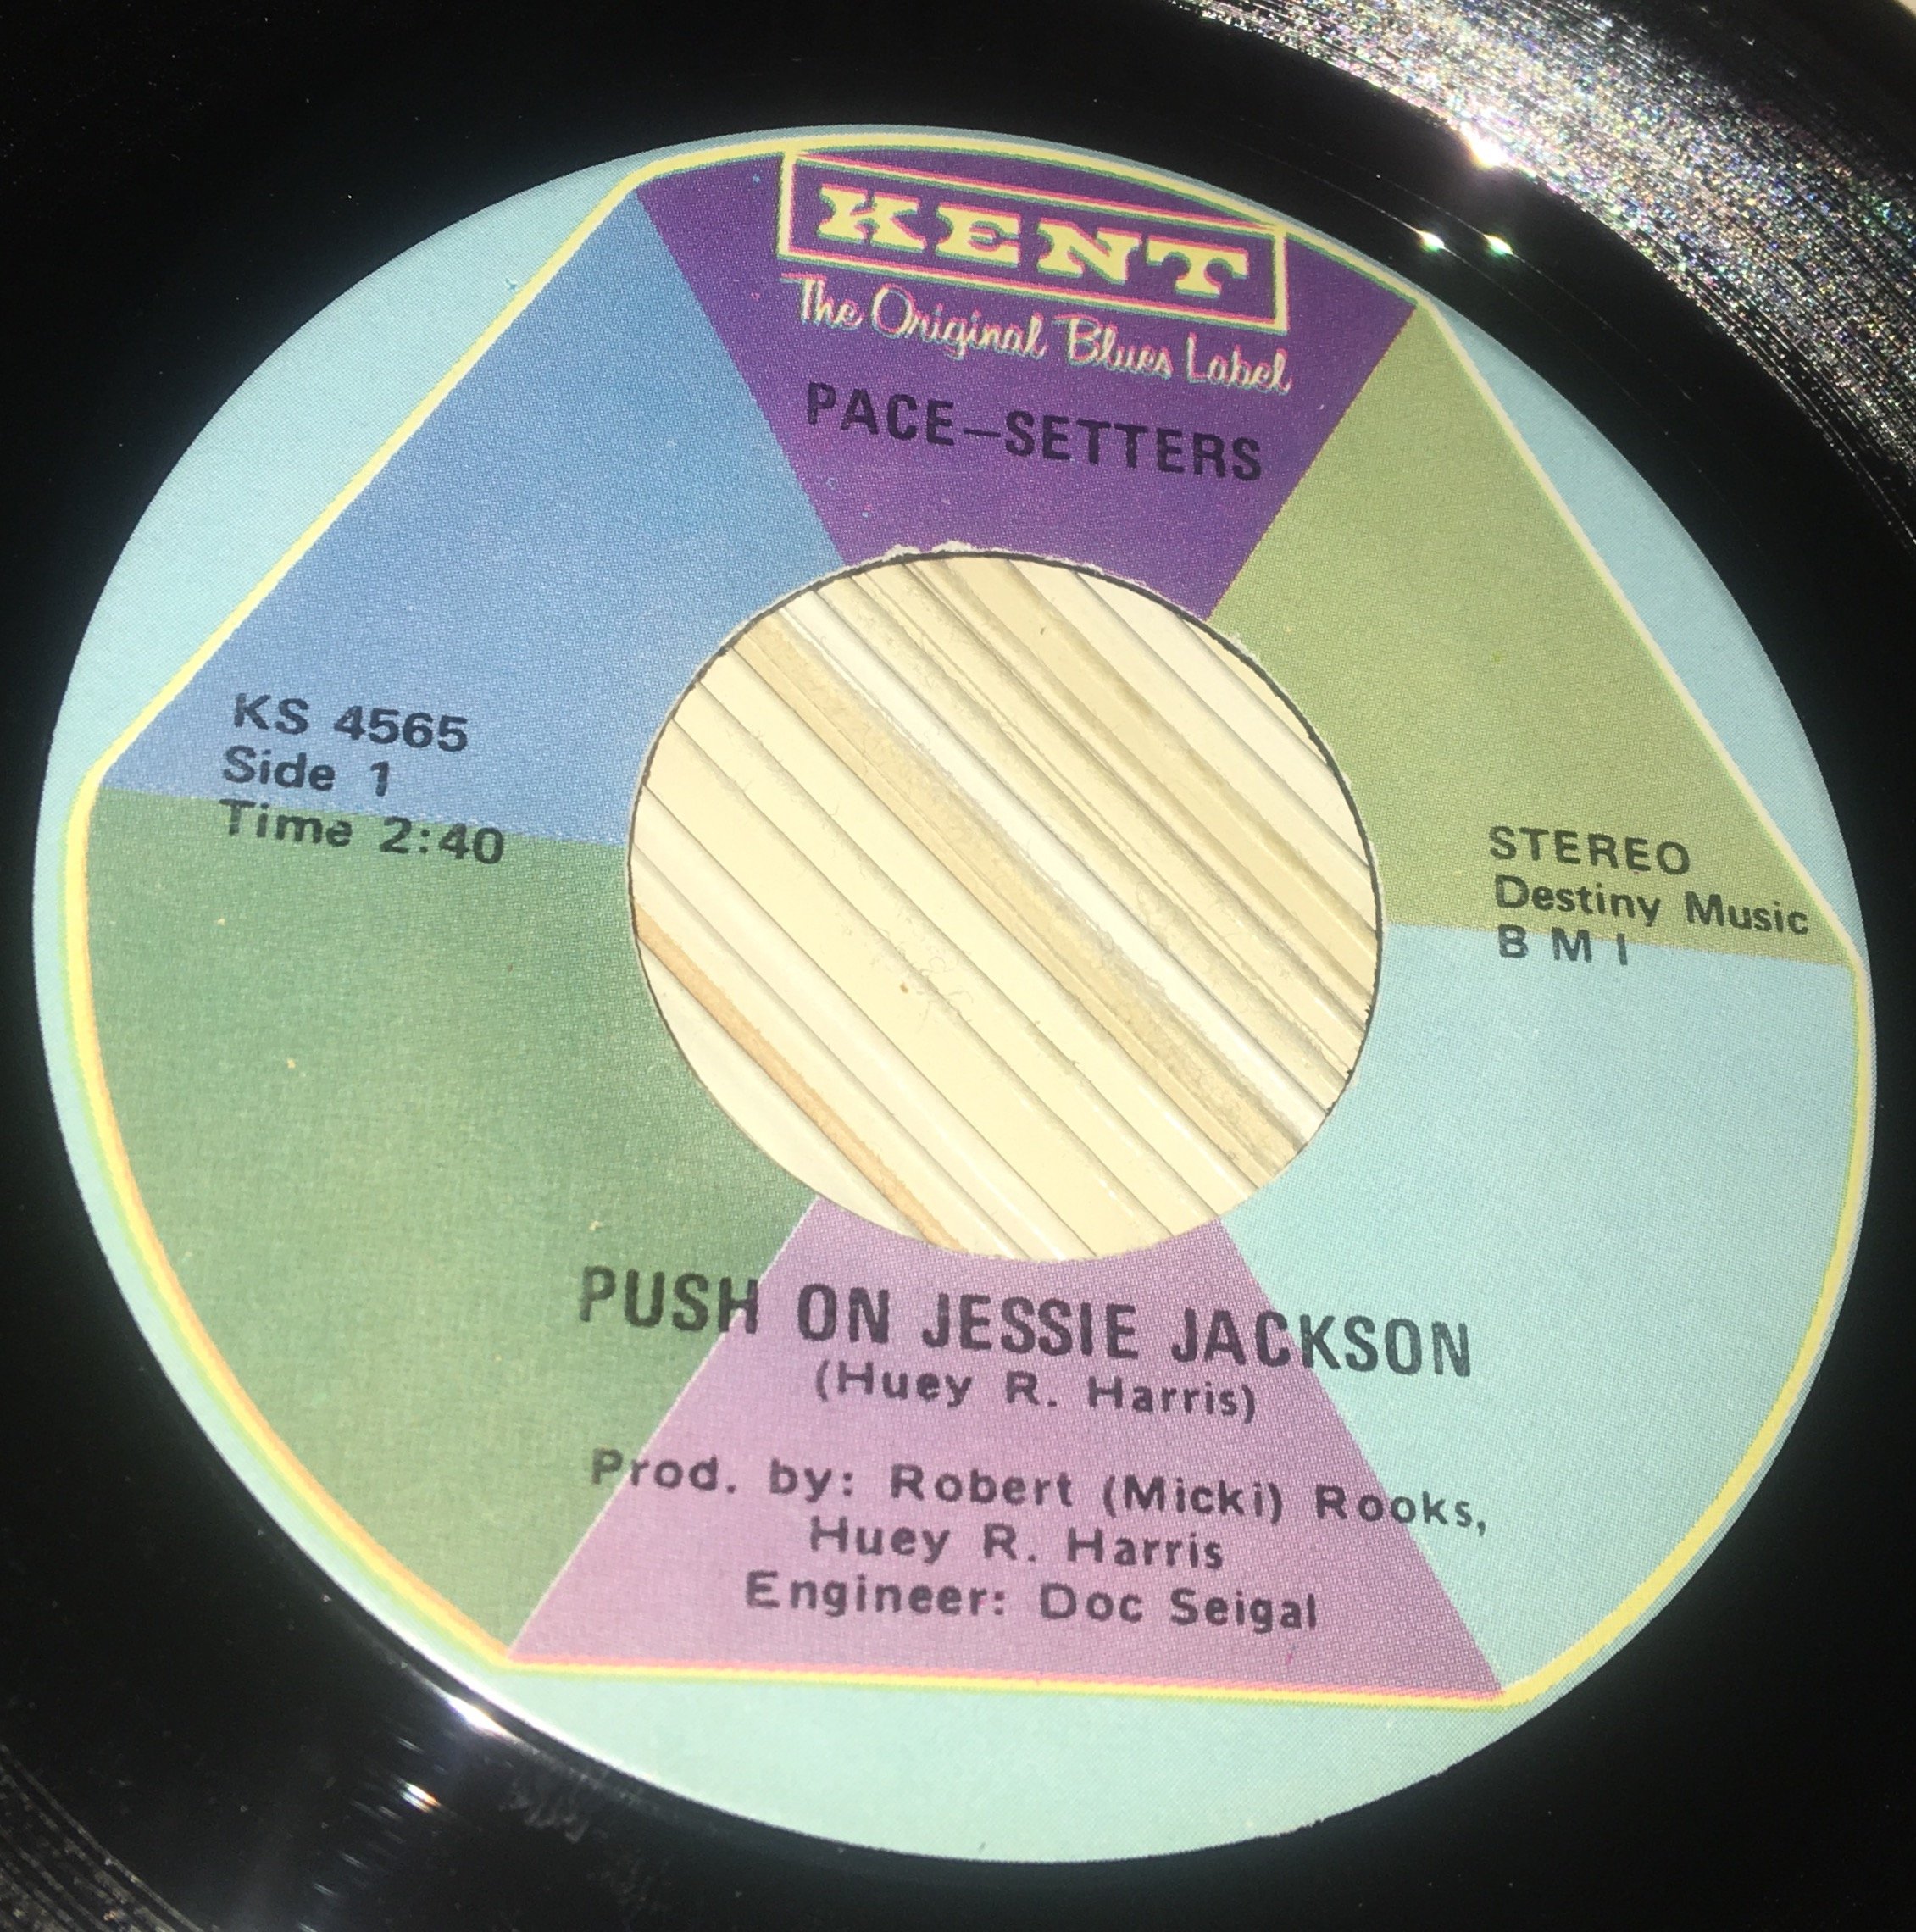 KENT
The Original Blues Label
PACE–SETTERS
KS 4565
Side 1
Time 2:40
STEREO
Destiny Music
B M I
PUSH ON JESSIE JACKSON
(Huey R. Harris)
Prod. by: Robert (Micki) Rooks,
Huey R. Harris
Engineer: Doc Seigal